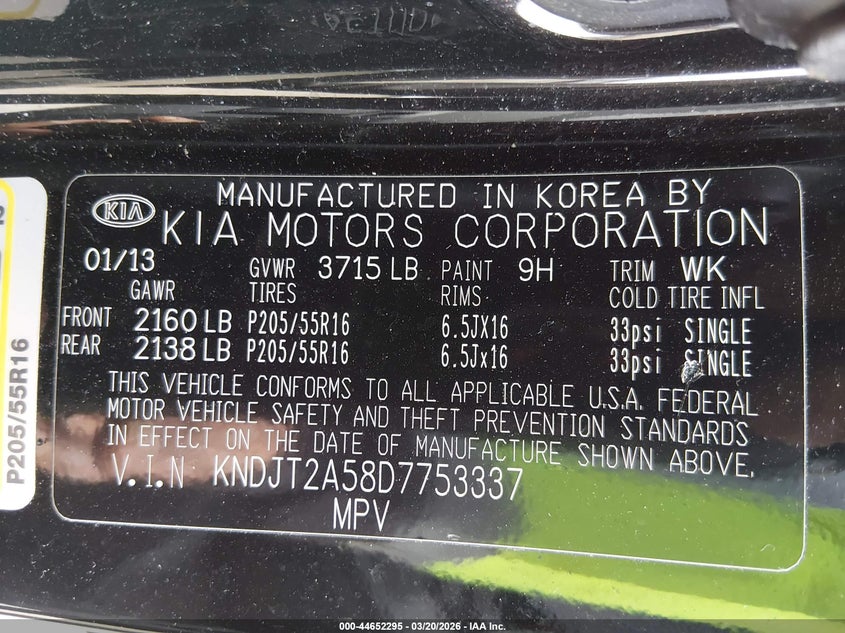 KIA
MANUFACTURED IN KOREA BY
KIA MOTORS CORPORATION
01/13 GVWR 3715 LB PAINT 9H TRIM WK
GAWR TIRES RIMS COLD TIRE INFL
FRONT 2160 LB P205/55R16 6.5JX16 33psi SINGLE
REAR 2138 LB P205/55R16 6.5Jx16 33psi SINGLE
THIS VEHICLE CONFORMS TO ALL APPLICABLE U.S.A. FEDERAL
MOTOR VEHICLE SAFETY AND THEFT PREVENTION STANDARDS
IN EFFECT ON THE DATE OF MANUFACTURE SHOWN ABOVE.
V.I.N KNDJT2A58D7753337
MPV
P205/55R16
000-44652295 - 03/20/2026 - IAA Inc.